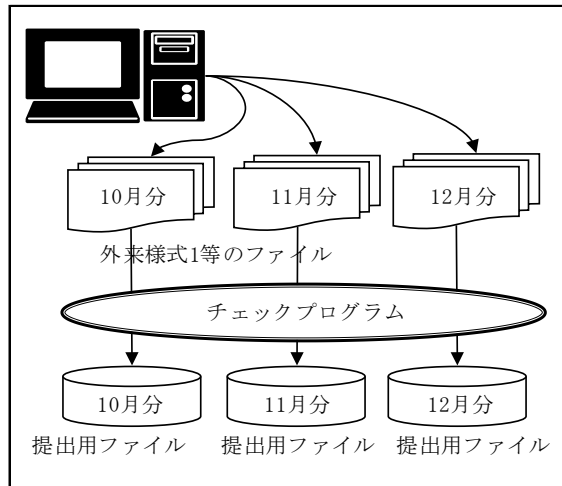 10月分 11月分 12月分
外来様式1等のファイル
チェックプログラム
10月分 11月分 12月分
提出用ファイル 提出用ファイル 提出用ファイル